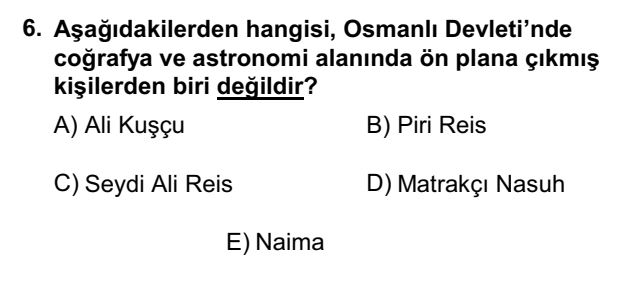 6. Aşağıdakilerden hangisi, Osmanlı Devleti’nde
coğrafya ve astronomi alanında ön plana çıkmış
kişilerden biri değildir?
A) Ali Kuşçu B) Piri Reis
C) Seydi Ali Reis D) Matrakçı Nasuh
E) Naima